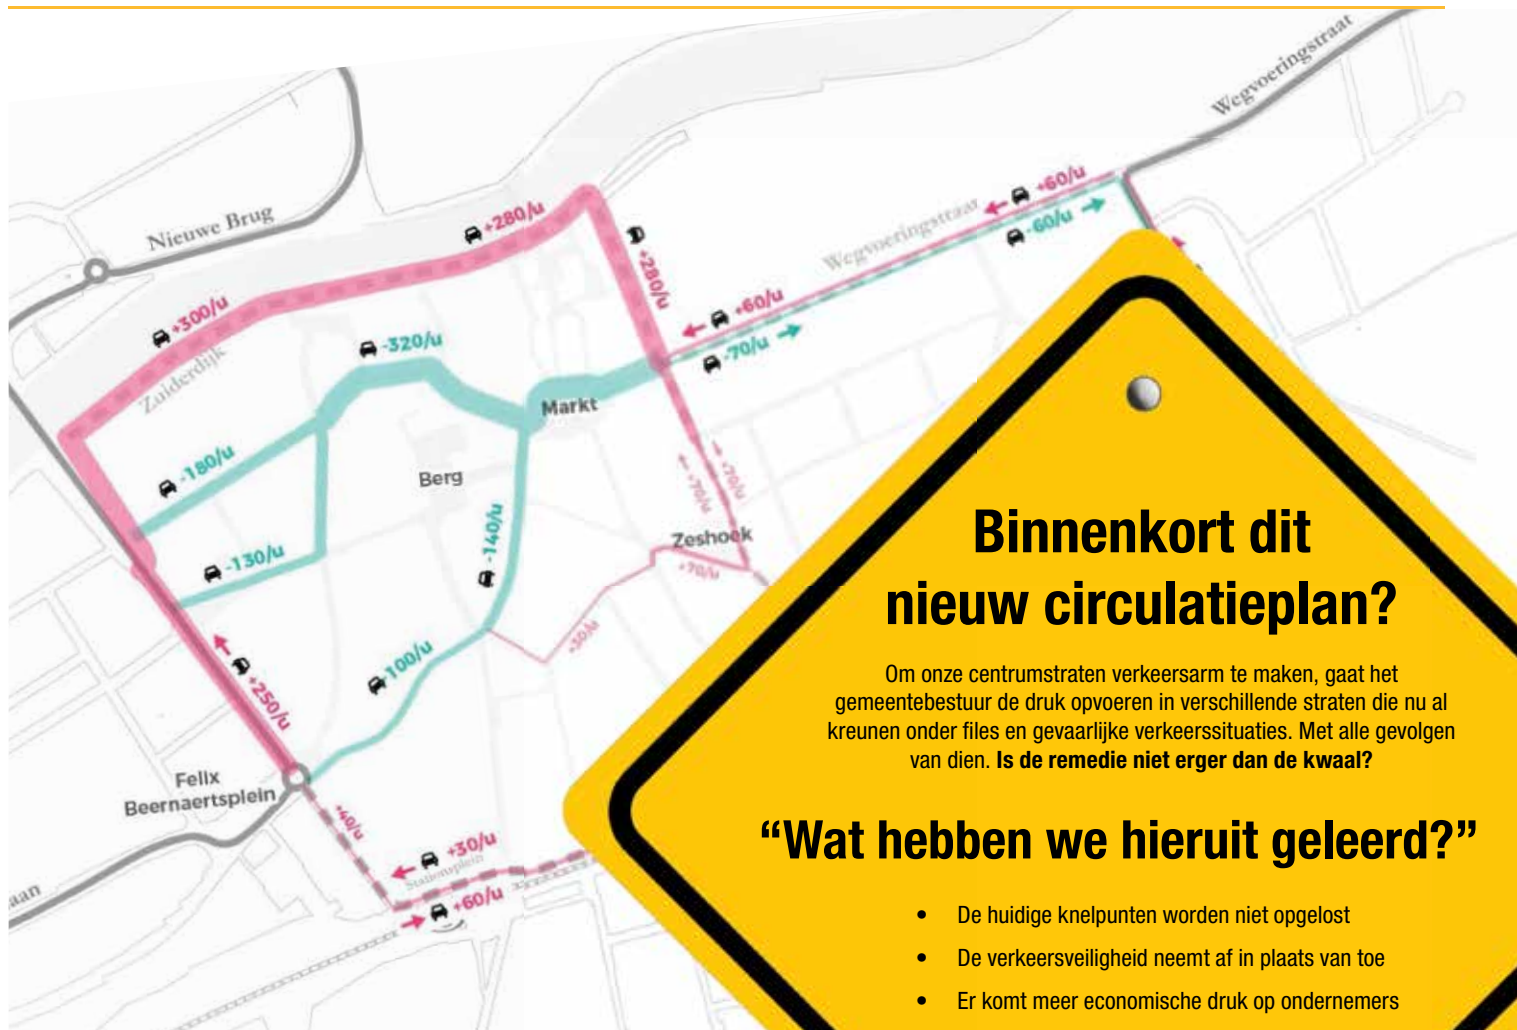 Wegvoeringstraat
Nieuwe Brug
+280/u
+60/u
-60/u
Wegvoeringsttraat
+280/u
+300/u
+60/u
-70/u
-320/u
Zuiderdijk
Markt
-180/u
Berg
+70/u
+70/u
-140/u
Zeshoek
-130/u
+70/u
+30/u
-100/u
+250/u
Felix
Beernaertsplein
+40/u
+30/u
Stationsplein
+60/u
aan
Binnenkort dit
nieuw circulatieplan?
Om onze centrumstraten verkeersarm te maken, gaat het
gemeentebestuur de druk opvoeren in verschillende straten die nu al
kreunen onder files en gevaarlijke verkeerssituaties. Met alle gevolgen
van dien. Is de remedie niet erger dan de kwaal?
“Wat hebben we hieruit geleerd?”
• De huidige knelpunten worden niet opgelost
• De verkeersveiligheid neemt af in plaats van toe
• Er komt meer economische druk op ondernemers